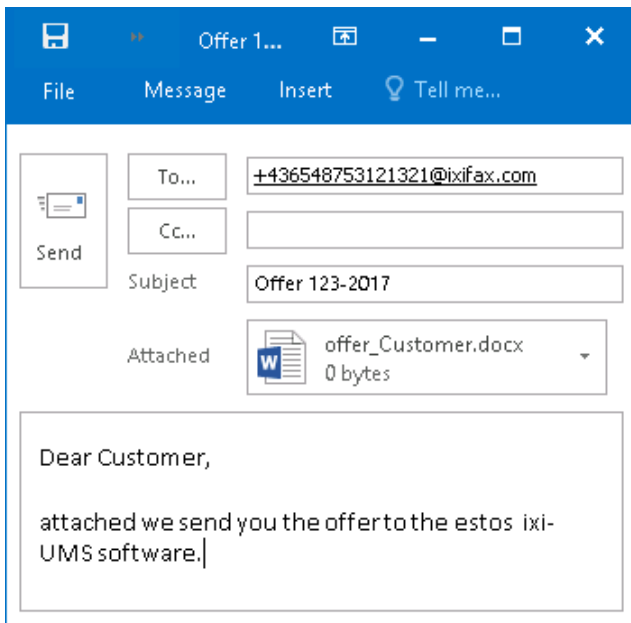 Offer 1...
File Message Insert Tell me...
To... +436548753121321@ixifax.com
Cc...
Send
Subject Offer 123-2017
Attached offer_Customer.docx
0 bytes
Dear Customer,
attached we send you the offer to the estos ixi-
UMS software.